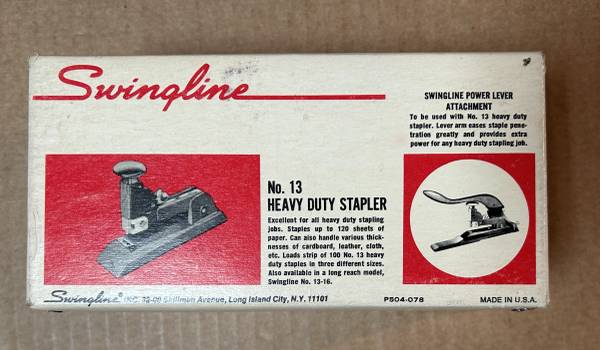 Swingline
SWINGLINE POWER LEVER
ATTACHMENT
To be used with No. 13 heavy duty
stapler. Lever arm eases staple pene-
tration greatly and provides extra
power for any heavy duty stapling job.
No. 13
HEAVY DUTY STAPLER
Excellent for all heavy duty stapling
jobs. Staples up to 120 sheets of
paper. Can also handle various thick-
nesses of cardboard, leather, cloth,
etc. Loads strip of 100 No. 13 heavy
duty staples in three different sizes.
Also available in a long reach model,
Swingline No. 13-16.
Swingline® INC. 32-00 Skillman Avenue, Long Island City, N.Y. 11101
PS04-078
MADE IN U.S.A.